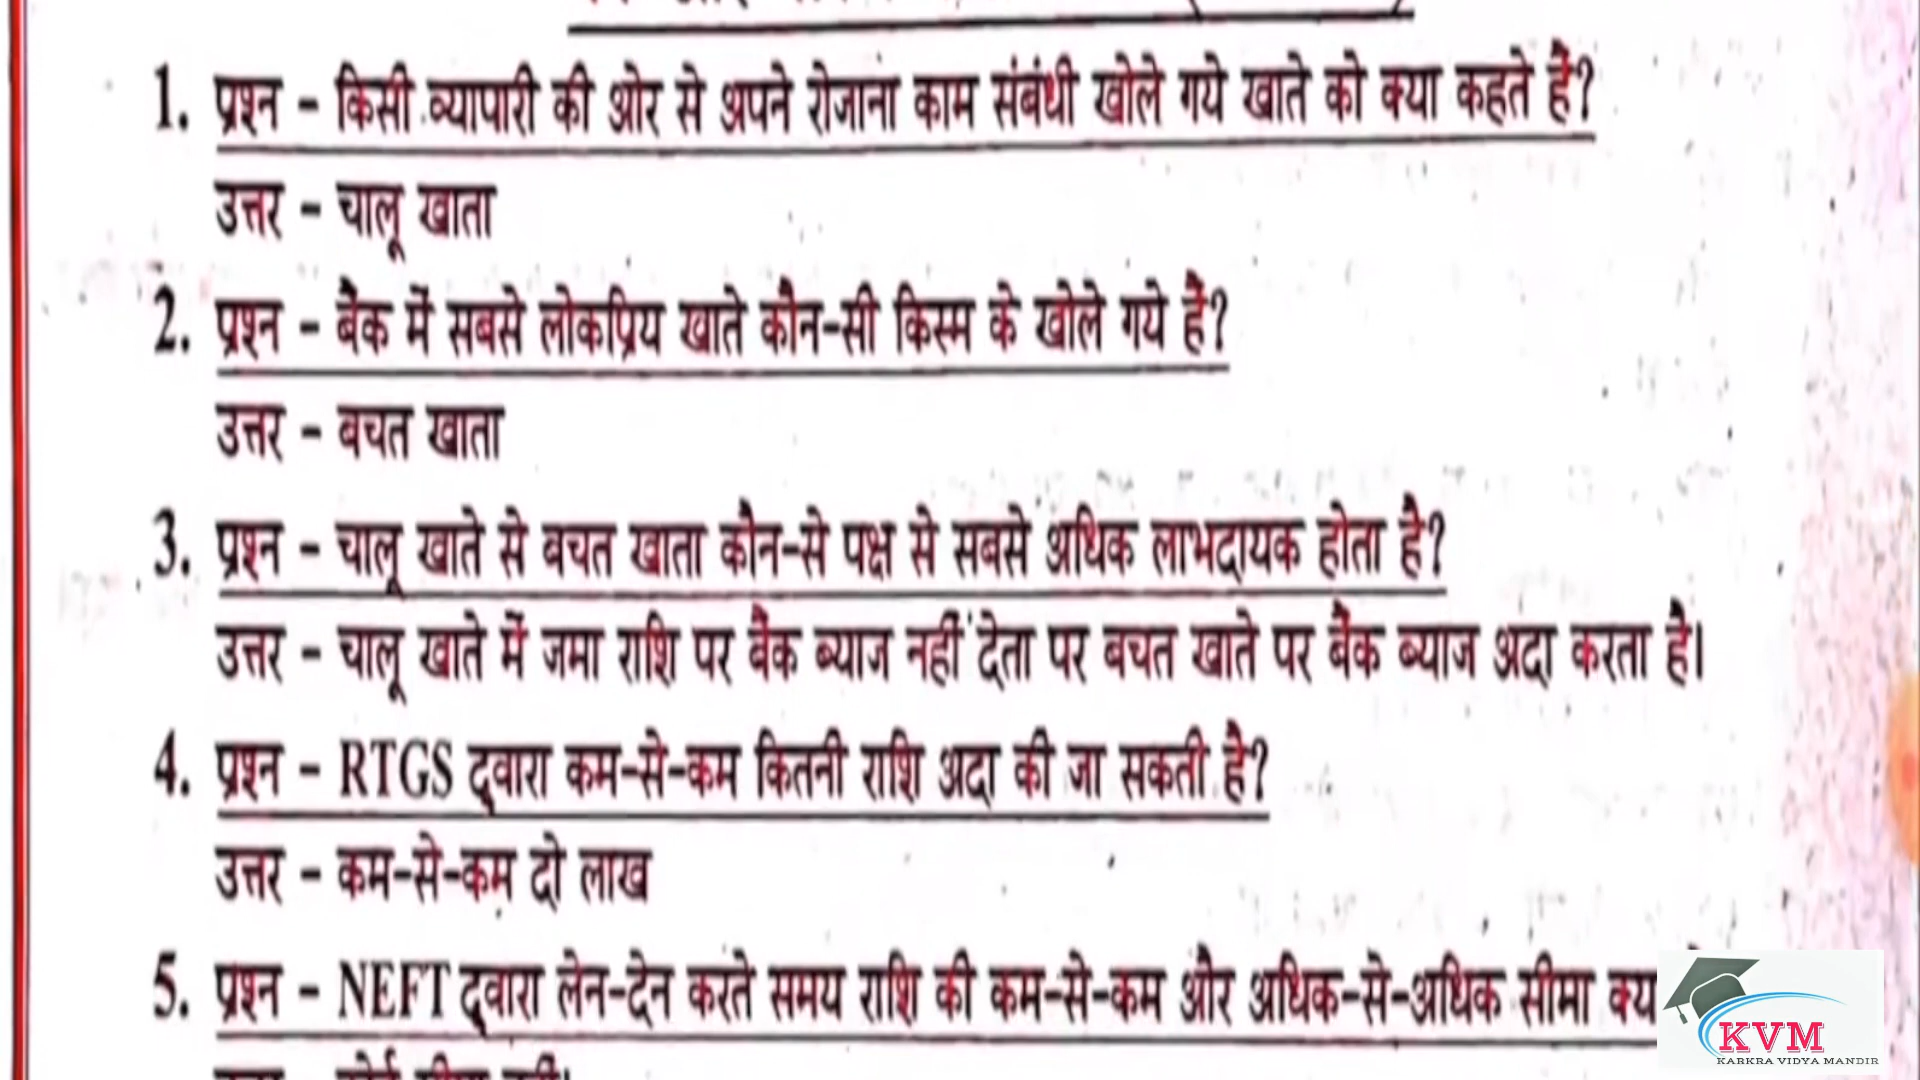 1. प्रश्न - किसी व्यापारी की ओर से अपने रोजाना काम संबंधी खोले गये खाते को क्या कहते हैं?
उत्तर - चालू खाता
2. प्रश्न - बैंक में सबसे लोकप्रिय खाते कौन-सी किस्म के खोले गये हैं?
उत्तर - बचत खाता
3. प्रश्न - चालू खाते से बचत खाता कौन-से पक्ष से सबसे अधिक लाभदायक होता है?
उत्तर - चालू खाते में जमा राशि पर बैंक ब्याज नहीं देता पर बचत खाते पर बैंक ब्याज अदा करता है।
4. प्रश्न - RTGS द्वारा कम-से-कम कितनी राशि अदा की जा सकती है?
उत्तर - कम-से-कम दो लाख
5. प्रश्न - NEFT द्वारा लेन-देन करते समय राशि की कम-से-कम और अधिक-से-अधिक सीमा
KVM
KARKRA VIDYA MANDIR